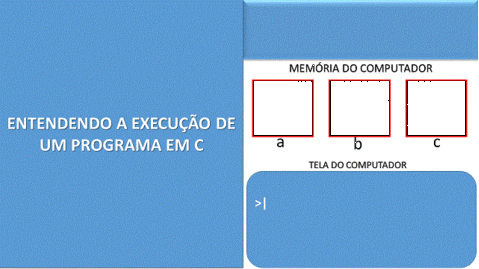 ENTENDENDO A EXECUÇÃO DE
UM PROGRAMA EM C
MEMÓRIA DO COMPUTADOR
a b c
TELA DO COMPUTADOR
>|